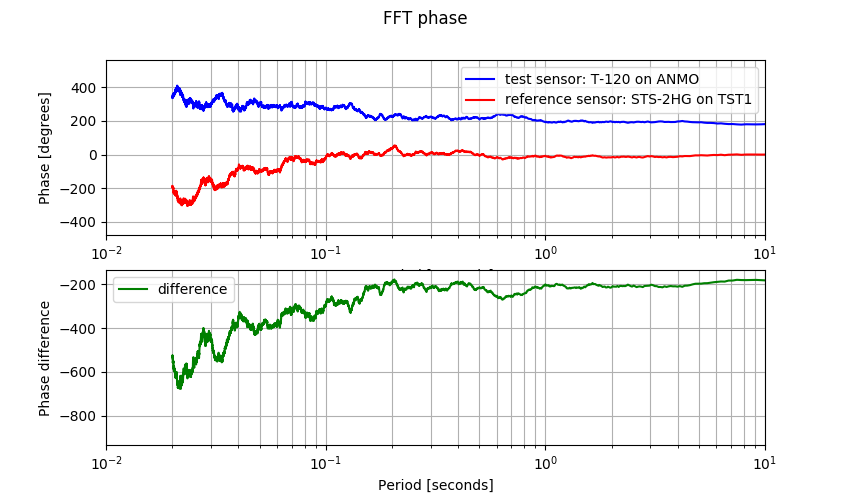 FFT phase
test sensor: T-120 on ANMO
reference sensor: STS-2HG on TST1
Phase [degrees]
400
200
0
−200
−400
10⁻² 10⁻¹ 10⁰ 10¹
difference
Phase difference
−200
−400
−600
−800
10⁻² 10⁻¹ 10⁰ 10¹
Period [seconds]